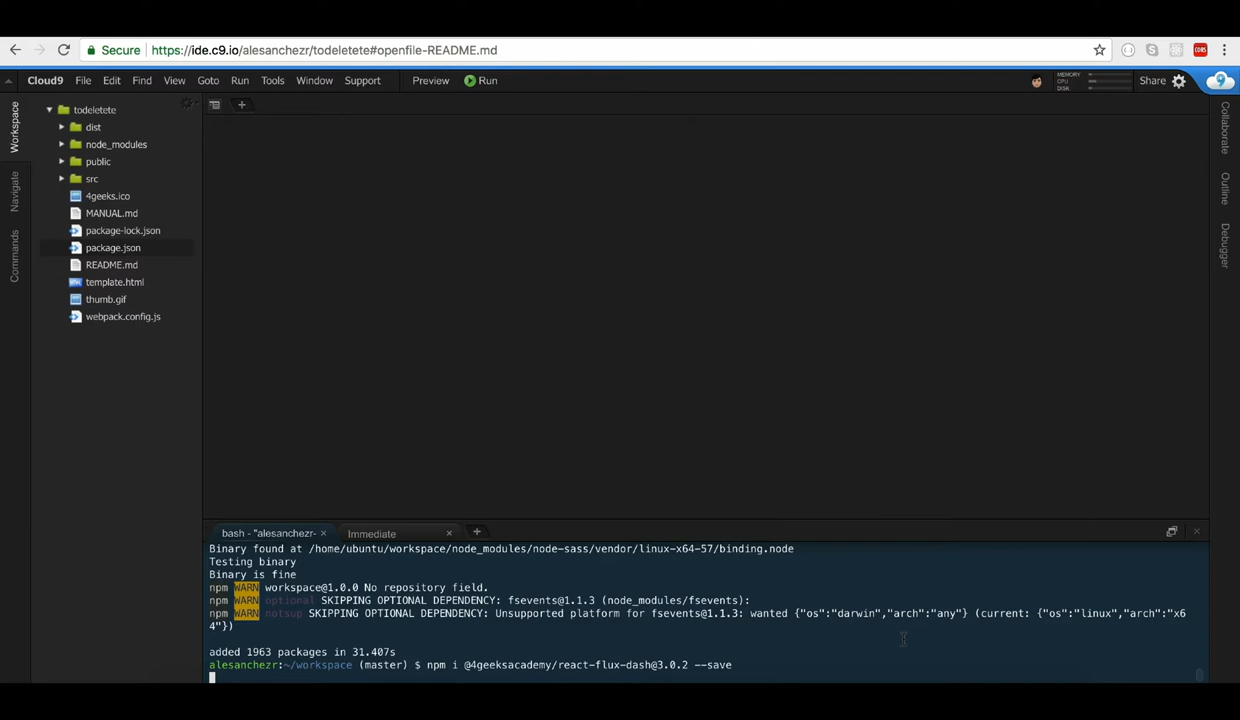 Secure https://ide.c9.io/alesanchezr/todeletete#openfile-README.md
CORS
Cloud9 File Edit Find View Goto Run Tools Window Support Preview Run
MEMORY
CPU
DISK
Share
Workspace
Navigate
Commands
todeletete
dist
node_modules
public
src
4geeks.ico
MANUAL.md
package-lock.json
package.json
README.md
template.html
thumb.gif
webpack.config.js
Collaborate
Outline
Debugger
bash - "alesanchezr- × Immediate ×
Binary found at /home/ubuntu/workspace/node_modules/node-sass/vendor/linux-x64-57/binding.node
Testing binary
Binary is fine
npm WARN workspace@1.0.0 No repository field.
npm WARN optional SKIPPING OPTIONAL DEPENDENCY: fsevents@1.1.3 (node_modules/fsevents):
npm WARN notsup SKIPPING OPTIONAL DEPENDENCY: Unsupported platform for fsevents@1.1.3: wanted {"os":"darwin","arch":"any"} (current: {"os":"linux","arch":"x6
4"})
added 1963 packages in 31.407s
alesanchezr:~/workspace (master) $ npm i @4geeksacademy/react-flux-dash@3.0.2 --save